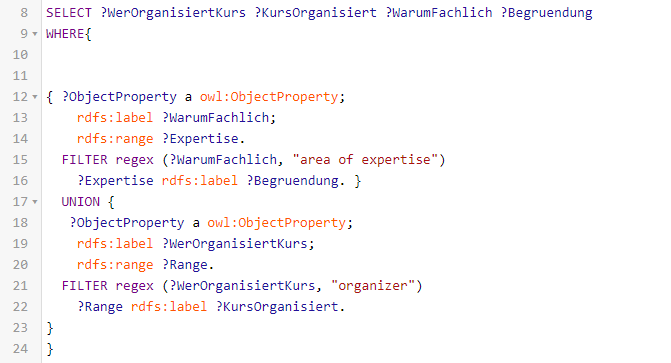 8 SELECT ?WerOrganisiertKurs ?KursOrganisiert ?WarumFachlich ?Begruendung
9 WHERE{
10
11
12 { ?ObjectProperty a owl:ObjectProperty;
13 rdfs:label ?WarumFachlich;
14 rdfs:range ?Expertise.
15 FILTER regex (?WarumFachlich, "area of expertise")
16 ?Expertise rdfs:label ?Begruendung. }
17 UNION {
18 ?ObjectProperty a owl:ObjectProperty;
19 rdfs:label ?WerOrganisiertKurs;
20 rdfs:range ?Range.
21 FILTER regex (?WerOrganisiertKurs, "organizer")
22 ?Range rdfs:label ?KursOrganisiert.
23 }
24 }